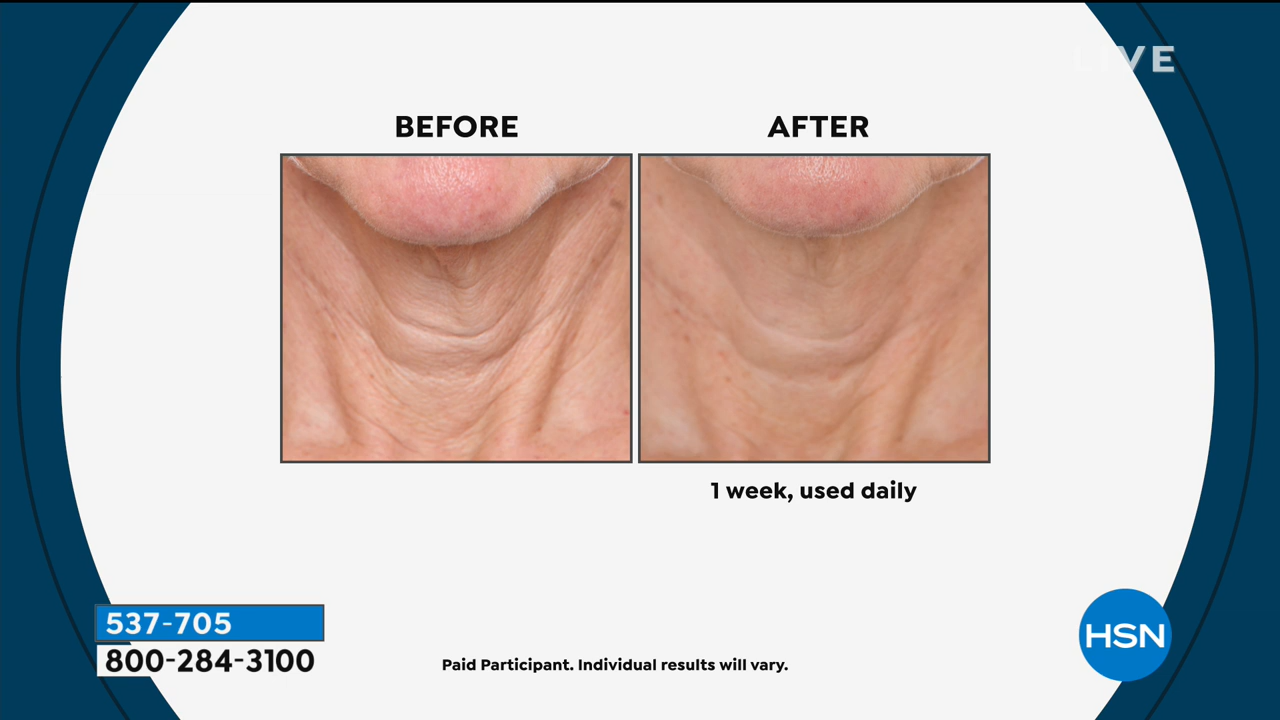 LIVE
BEFORE
AFTER
1 week, used daily
537-705
800-284-3100
Paid Participant. Individual results will vary.
HSN